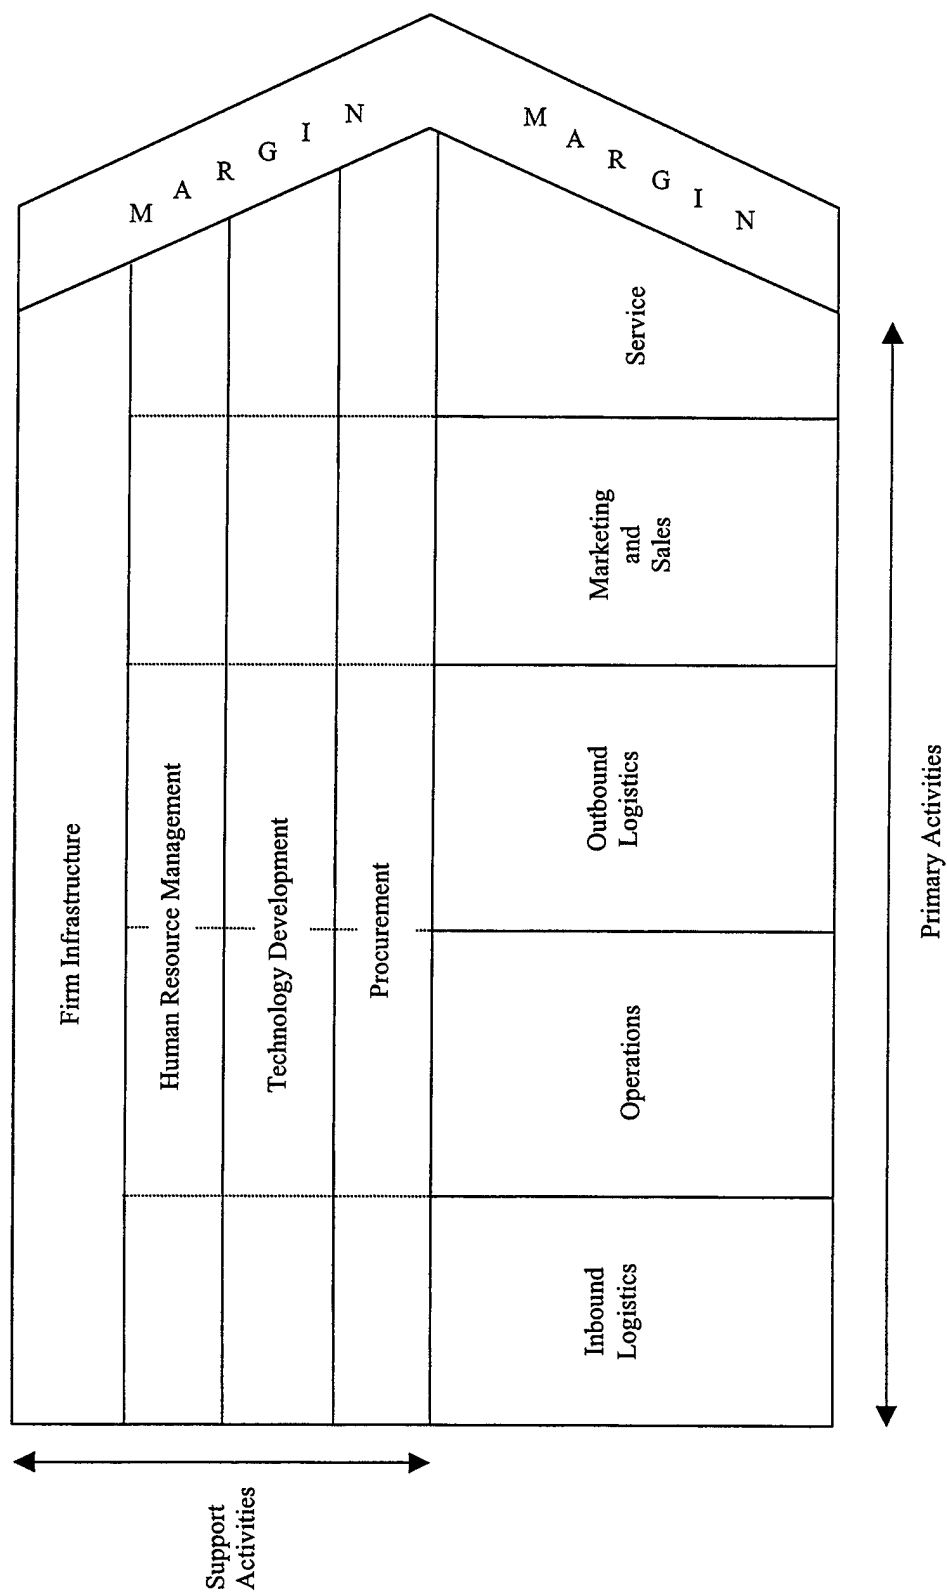 Support
Activities
Firm Infrastructure
Human Resource Management
Technology Development
Procurement
Inbound
Logistics
Operations
Outbound
Logistics
Marketing
and
Sales
Service
MARGIN
MARGIN
Primary Activities